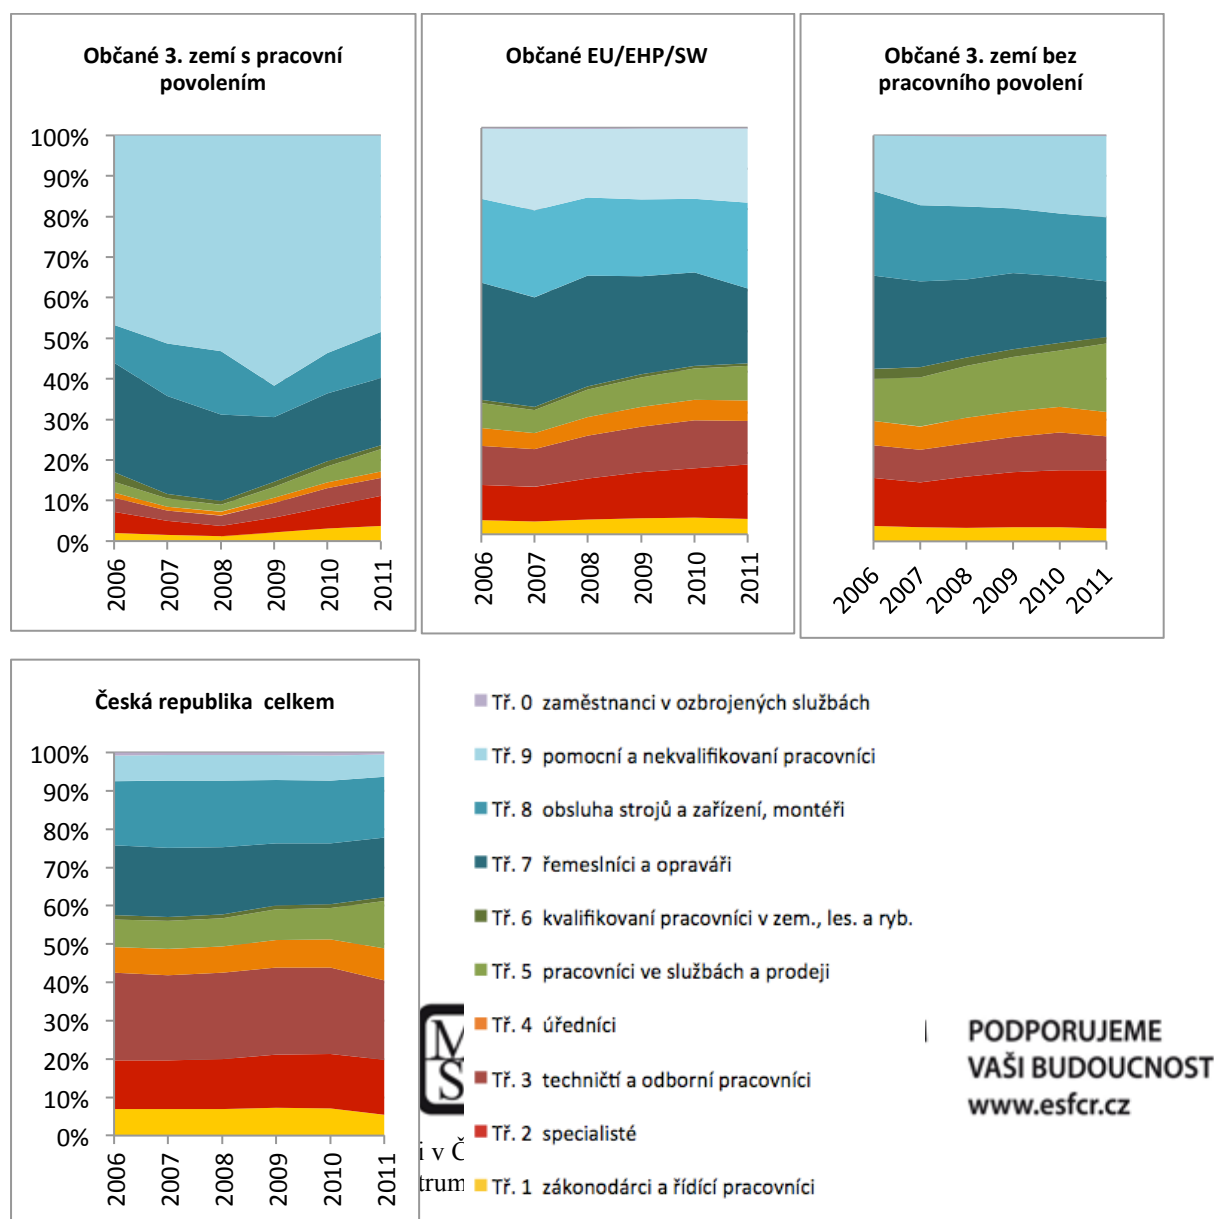 Občané 3. zemí s pracovní
povolením
100%
90%
80%
70%
60%
50%
40%
30%
20%
10%
0%
2006
2007
2008
2009
2010
2011
Občané EU/EHP/SW
2006
2007
2008
2009
2010
2011
Občané 3. zemí bez
pracovního povolení
2006
2007
2008
2009
2010
2011
Česká republika celkem
100%
90%
80%
70%
60%
50%
40%
30%
20%
10%
0%
2006
2007
2008
2009
2010
2011
Tř. 0 zaměstnanci v ozbrojených službách
Tř. 9 pomocní a nekvalifikovaní pracovníci
Tř. 8 obsluha strojů a zařízení, montéři
Tř. 7 řemeslníci a opraváři
Tř. 6 kvalifikovaní pracovníci v zem., les. a ryb.
Tř. 5 pracovníci ve službách a prodeji
Tř. 4 úředníci
Tř. 3 techničtí a odborní pracovníci
Tř. 2 specialisté
Tř. 1 zákonodárci a řídící pracovníci
M
S
PODPORUJEME
VAŠI BUDOUCNOST
www.esfcr.cz
i v Č
trum